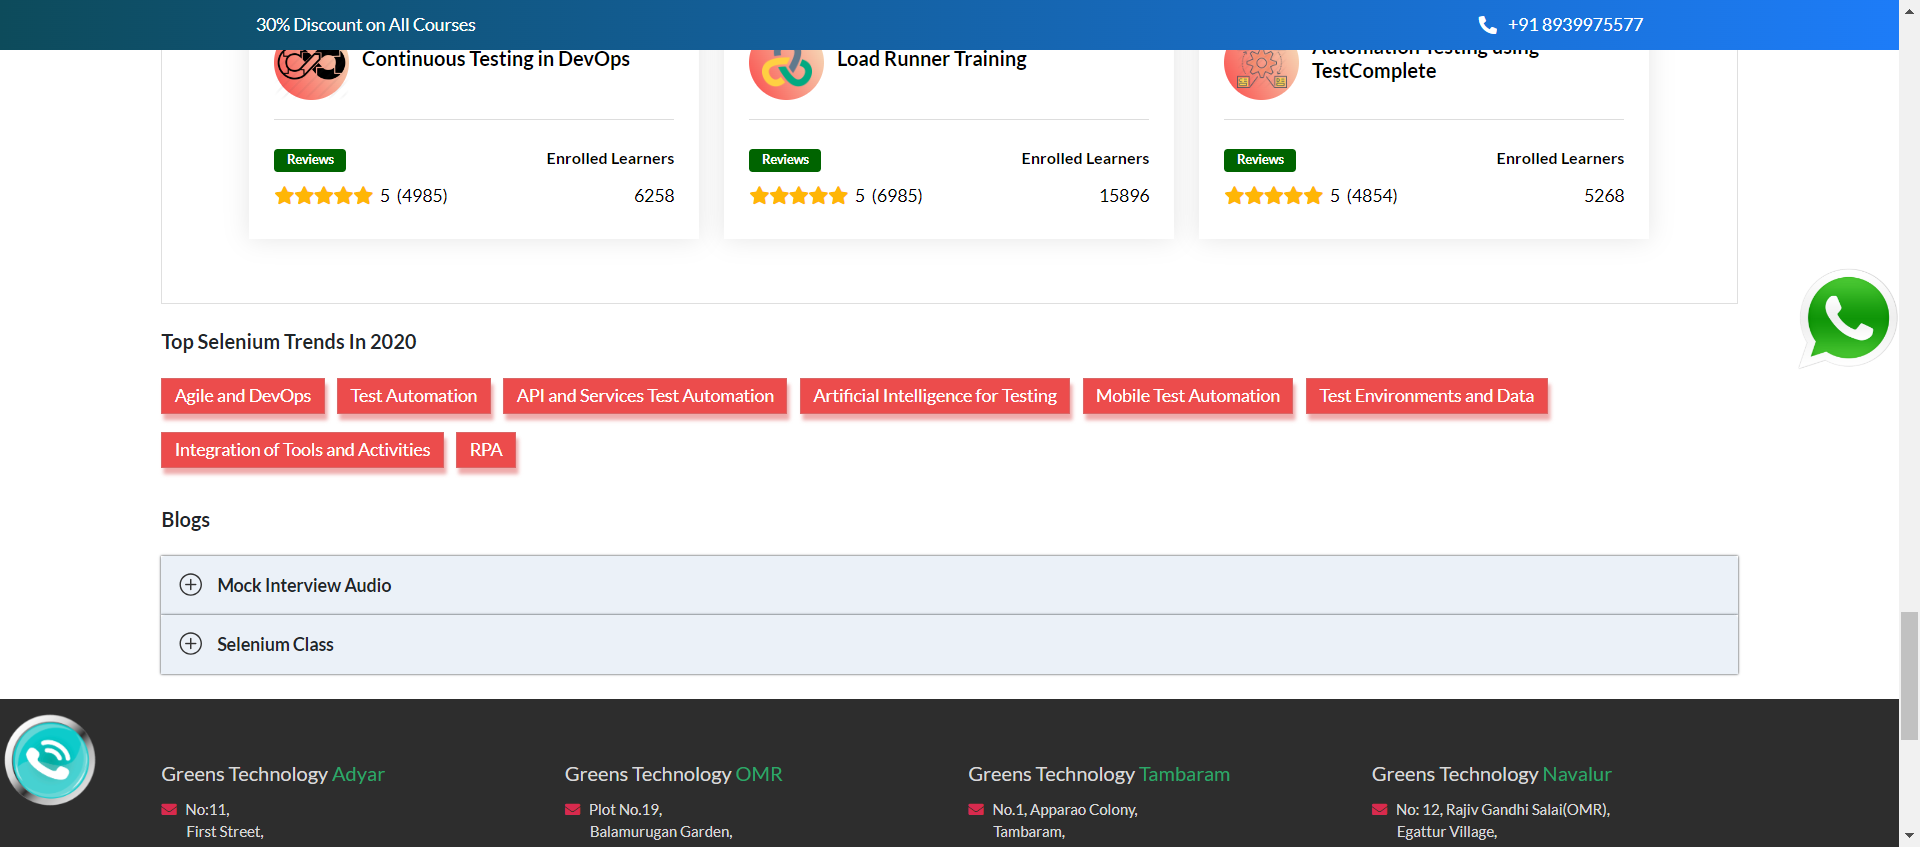 30% Discount on All Courses
+91 8939975577
Continuous Testing in DevOps
Reviews
Enrolled Learners
5 (4985)
6258
Load Runner Training
Reviews
Enrolled Learners
5 (6985)
15896
Automation Testing using
TestComplete
Reviews
Enrolled Learners
5 (4854)
5268
Top Selenium Trends In 2020
Agile and DevOps
Test Automation
API and Services Test Automation
Artificial Intelligence for Testing
Mobile Test Automation
Test Environments and Data
Integration of Tools and Activities
RPA
Blogs
Mock Interview Audio
Selenium Class
Greens Technology Adyar
No:11,
First Street,
Greens Technology OMR
Plot No.19,
Balamurugan Garden,
Greens Technology Tambaram
No.1, Apparao Colony,
Tambaram,
Greens Technology Navalur
No: 12, Rajiv Gandhi Salai(OMR),
Egattur Village,